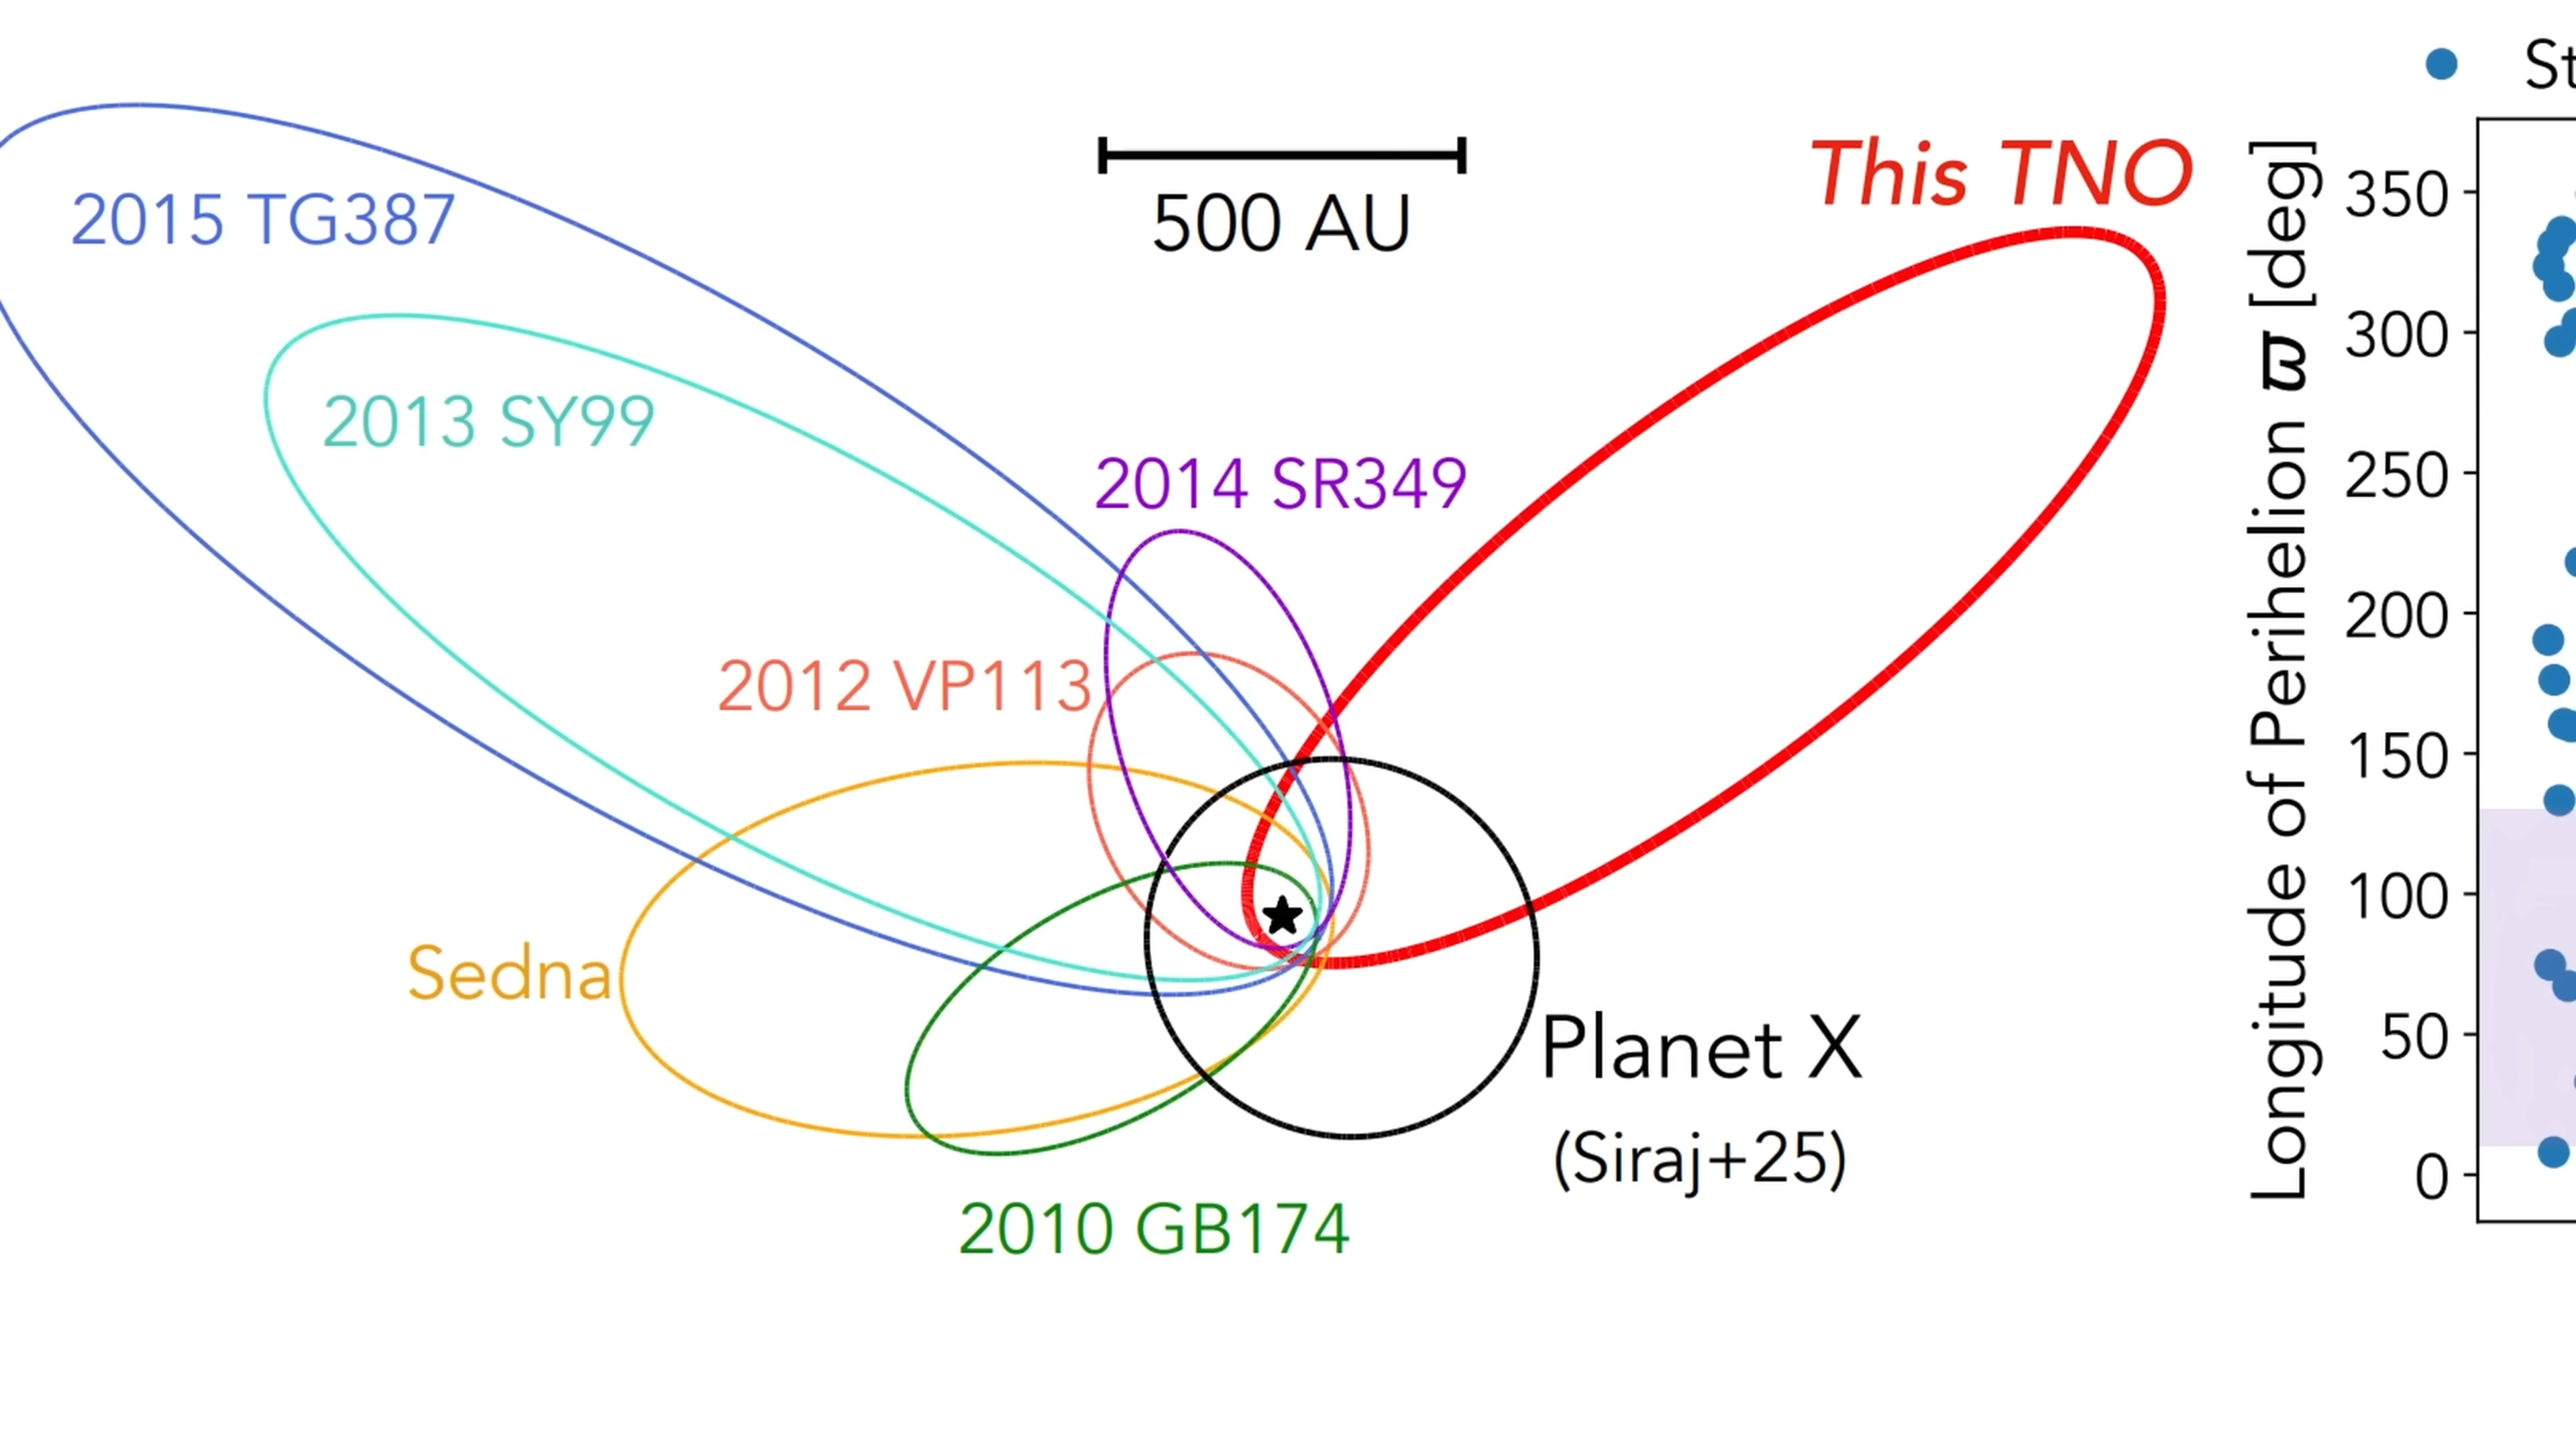 2015 TG387
500 AU
This TNO
2013 SY99
2014 SR349
2012 VP113
Sedna
Planet X
(Siraj+25)
2010 GB174
Longitude of Perihelion ϖ [deg]
350
300
250
200
150
100
50
0